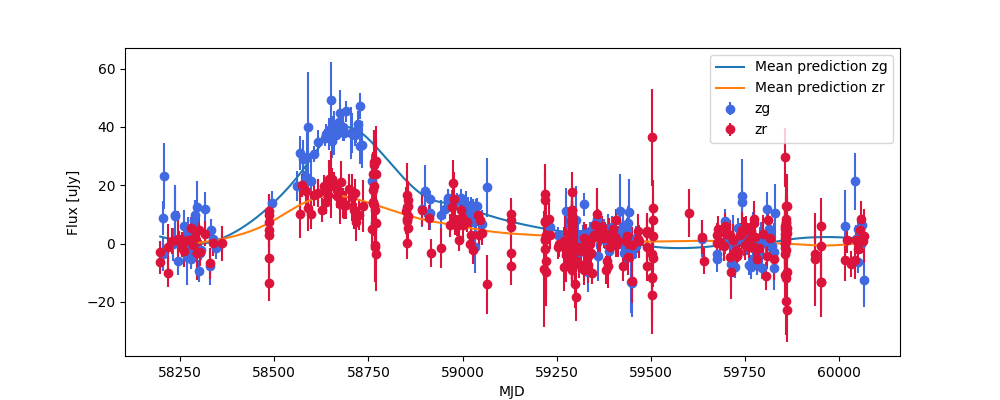 Mean prediction zg
Mean prediction zr
zg
zr
Flux [uJy]
60
40
20
0
−20
58250 58500 58750 59000 59250 59500 59750 60000
MJD